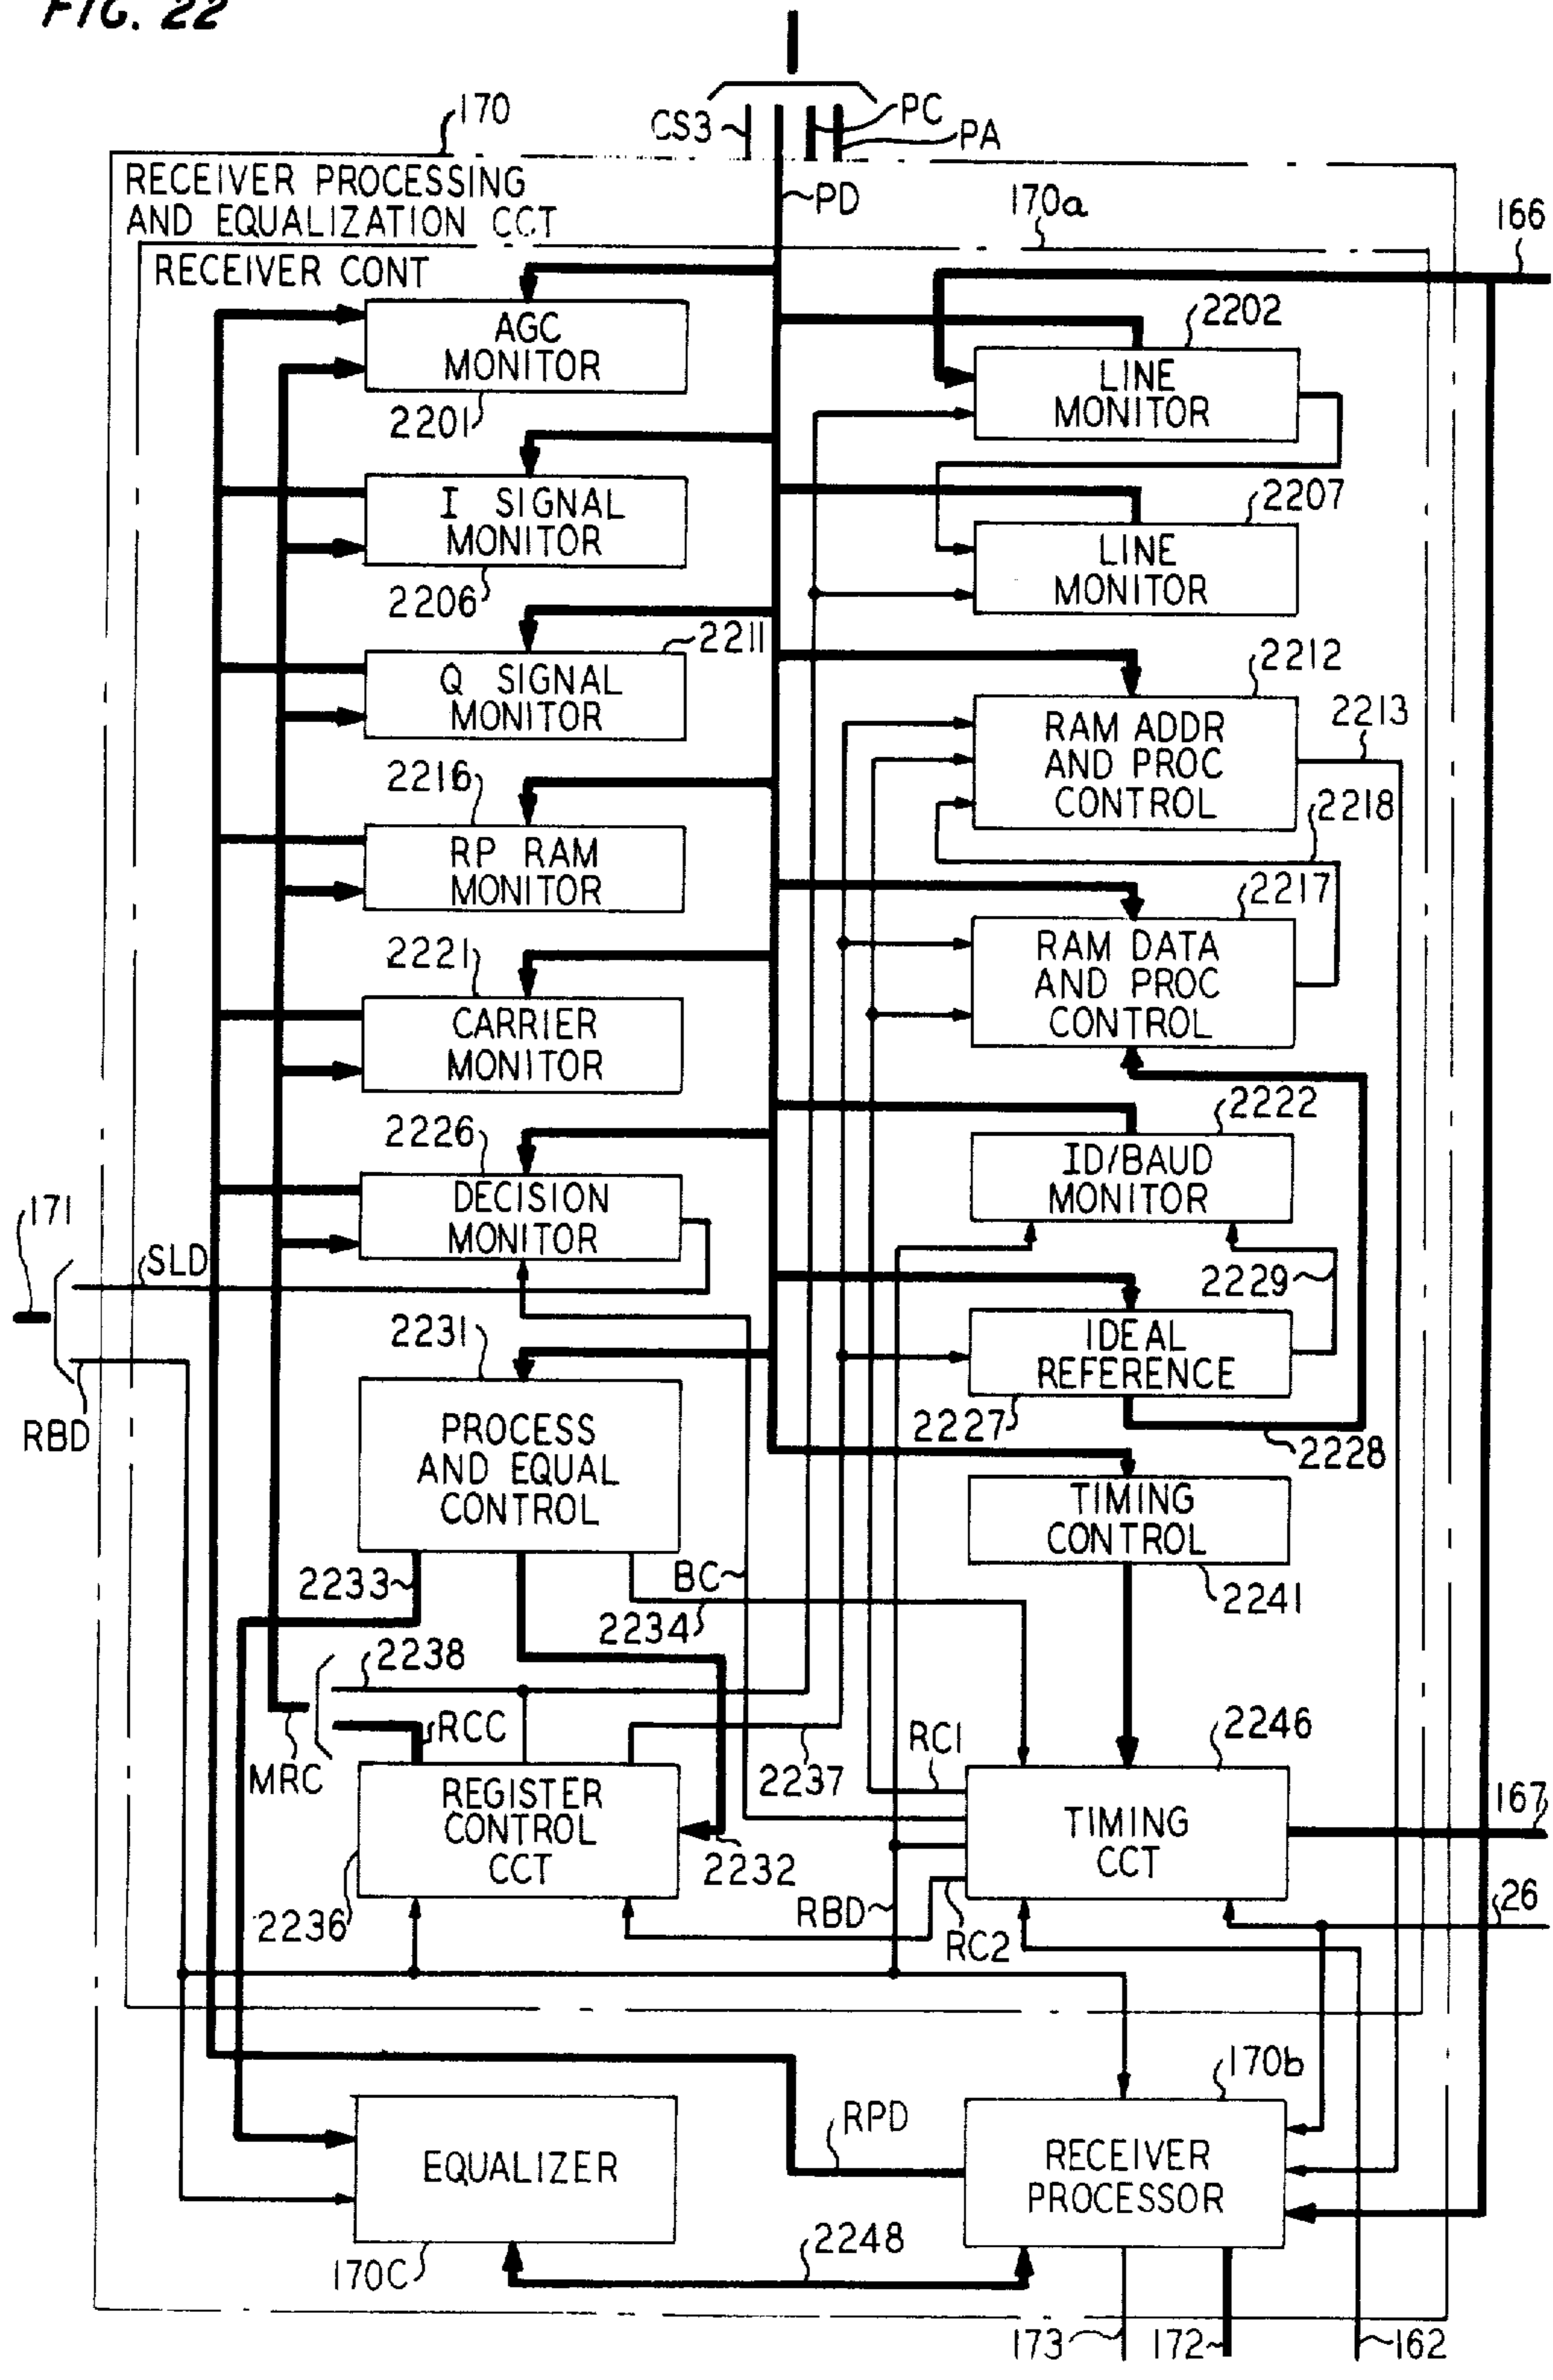 FIG. 22
170
CS3
PC
PA
RECEIVER PROCESSING
AND EQUALIZATION CCT
PD
170a
166
RECEIVER CONT
AGC
MONITOR
2201
2202
LINE
MONITOR
I SIGNAL
MONITOR
2206
2207
LINE
MONITOR
2211
Q SIGNAL
MONITOR
2212
RAM ADDR
AND PROC
CONTROL
2213
2216
RP RAM
MONITOR
2218
2217
RAM DATA
AND PROC
CONTROL
2221
CARRIER
MONITOR
2222
ID/BAUD
MONITOR
2226
DECISION
MONITOR
171
SLD
2229
RBD
2231
PROCESS
AND EQUAL
CONTROL
IDEAL
REFERENCE
2227
2228
TIMING
CONTROL
2241
2233
BC
2234
2238
RCC
MRC
2237
RC1
2246
REGISTER
CONTROL
CCT
2232
2236
TIMING
CCT
167
RBD
RC2
26
170b
RPD
EQUALIZER
RECEIVER
PROCESSOR
170C
2248
173
172
162